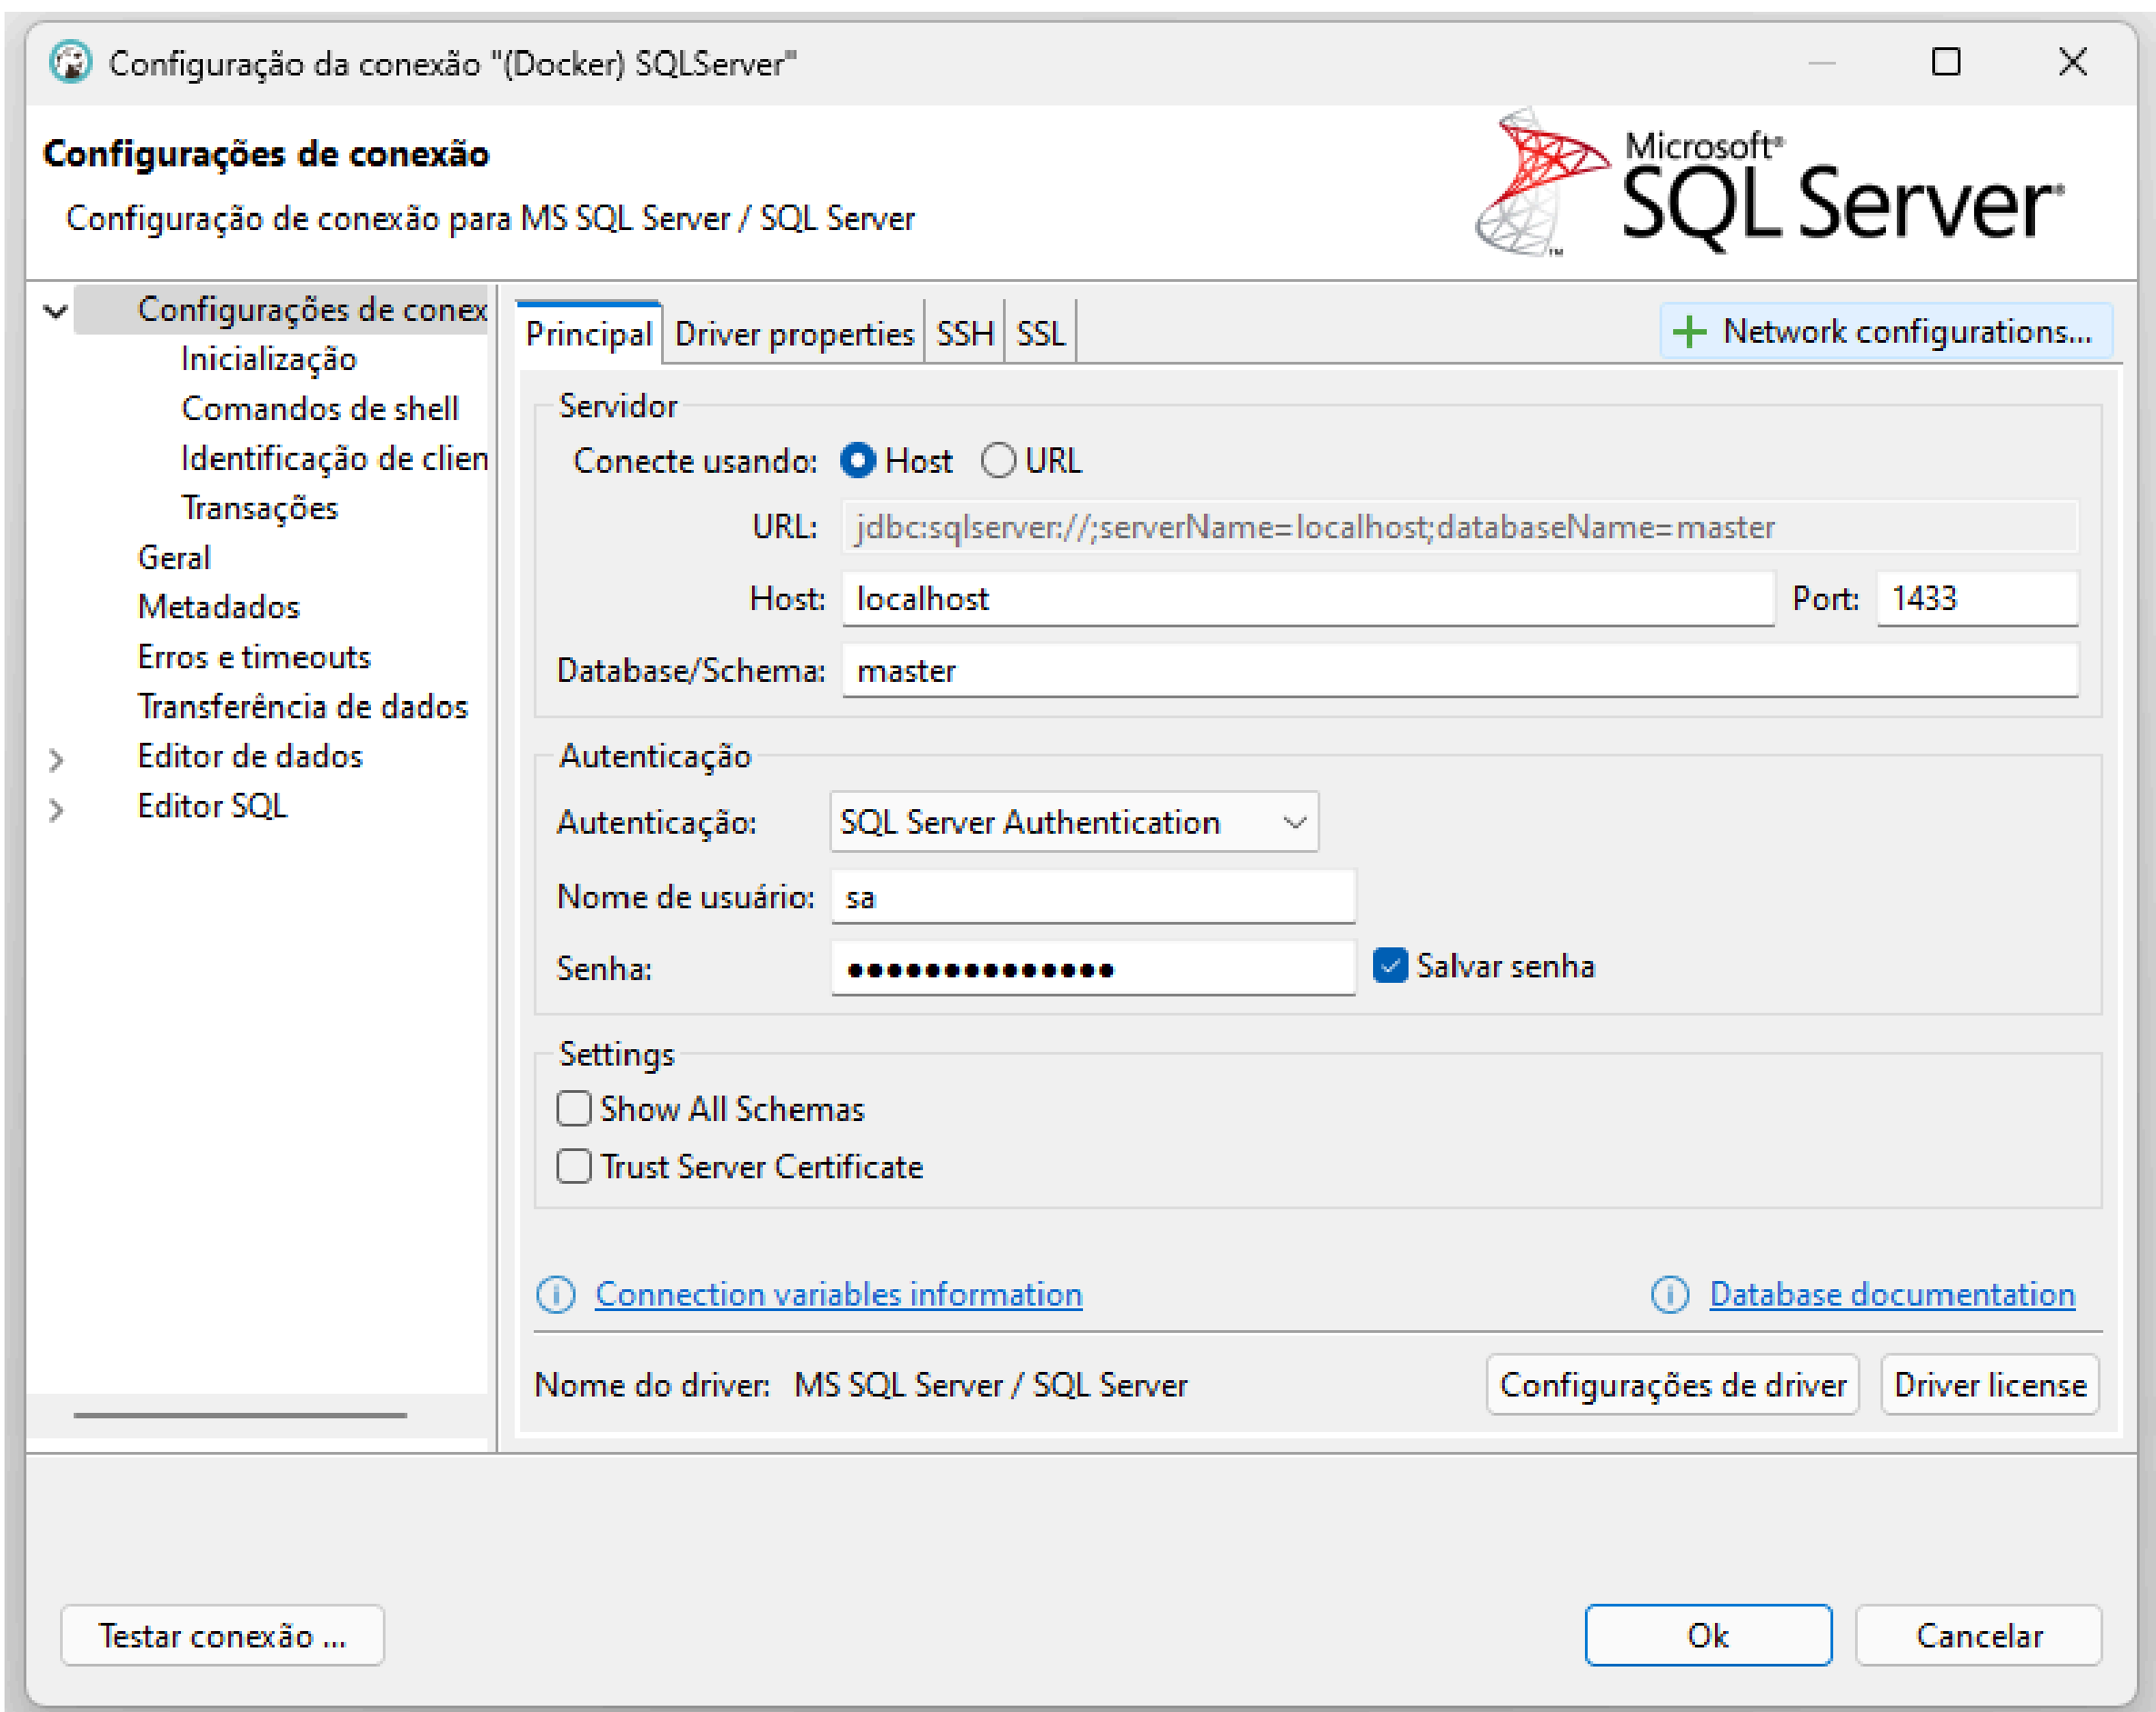 Configuração da conexão "(Docker) SQLServer"
Configurações de conexão
Configuração de conexão para MS SQL Server / SQL Server
Microsoft®
SQL Server®
™
Configurações de conex
Inicialização
Comandos de shell
Identificação de clien
Transações
Geral
Metadados
Erros e timeouts
Transferência de dados
Editor de dados
Editor SQL
Principal Driver properties SSH SSL
Network configurations...
Servidor
Conecte usando: Host URL
URL: jdbc:sqlserver://;serverName=localhost;databaseName=master
Host: localhost Port: 1433
Database/Schema: master
Autenticação
Autenticação: SQL Server Authentication
Nome de usuário: sa
Senha: •••••••••••••• Salvar senha
Settings
Show All Schemas
Trust Server Certificate
Connection variables information Database documentation
Nome do driver: MS SQL Server / SQL Server Configurações de driver Driver license
Testar conexão ... Ok Cancelar